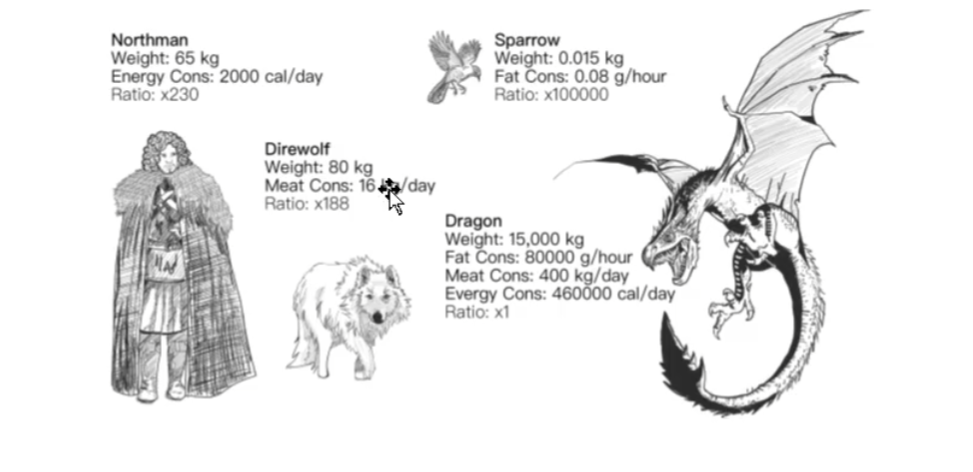 Northman
Weight: 65 kg
Energy Cons: 2000 cal/day
Ratio: x230
Sparrow
Weight: 0.015 kg
Fat Cons: 0.08 g/hour
Ratio: x100000
Direwolf
Weight: 80 kg
Meat Cons: 16 /day
Ratio: x188
Dragon
Weight: 15,000 kg
Fat Cons: 80000 g/hour
Meat Cons: 400 kg/day
Evergy Cons: 460000 cal/day
Ratio: x1